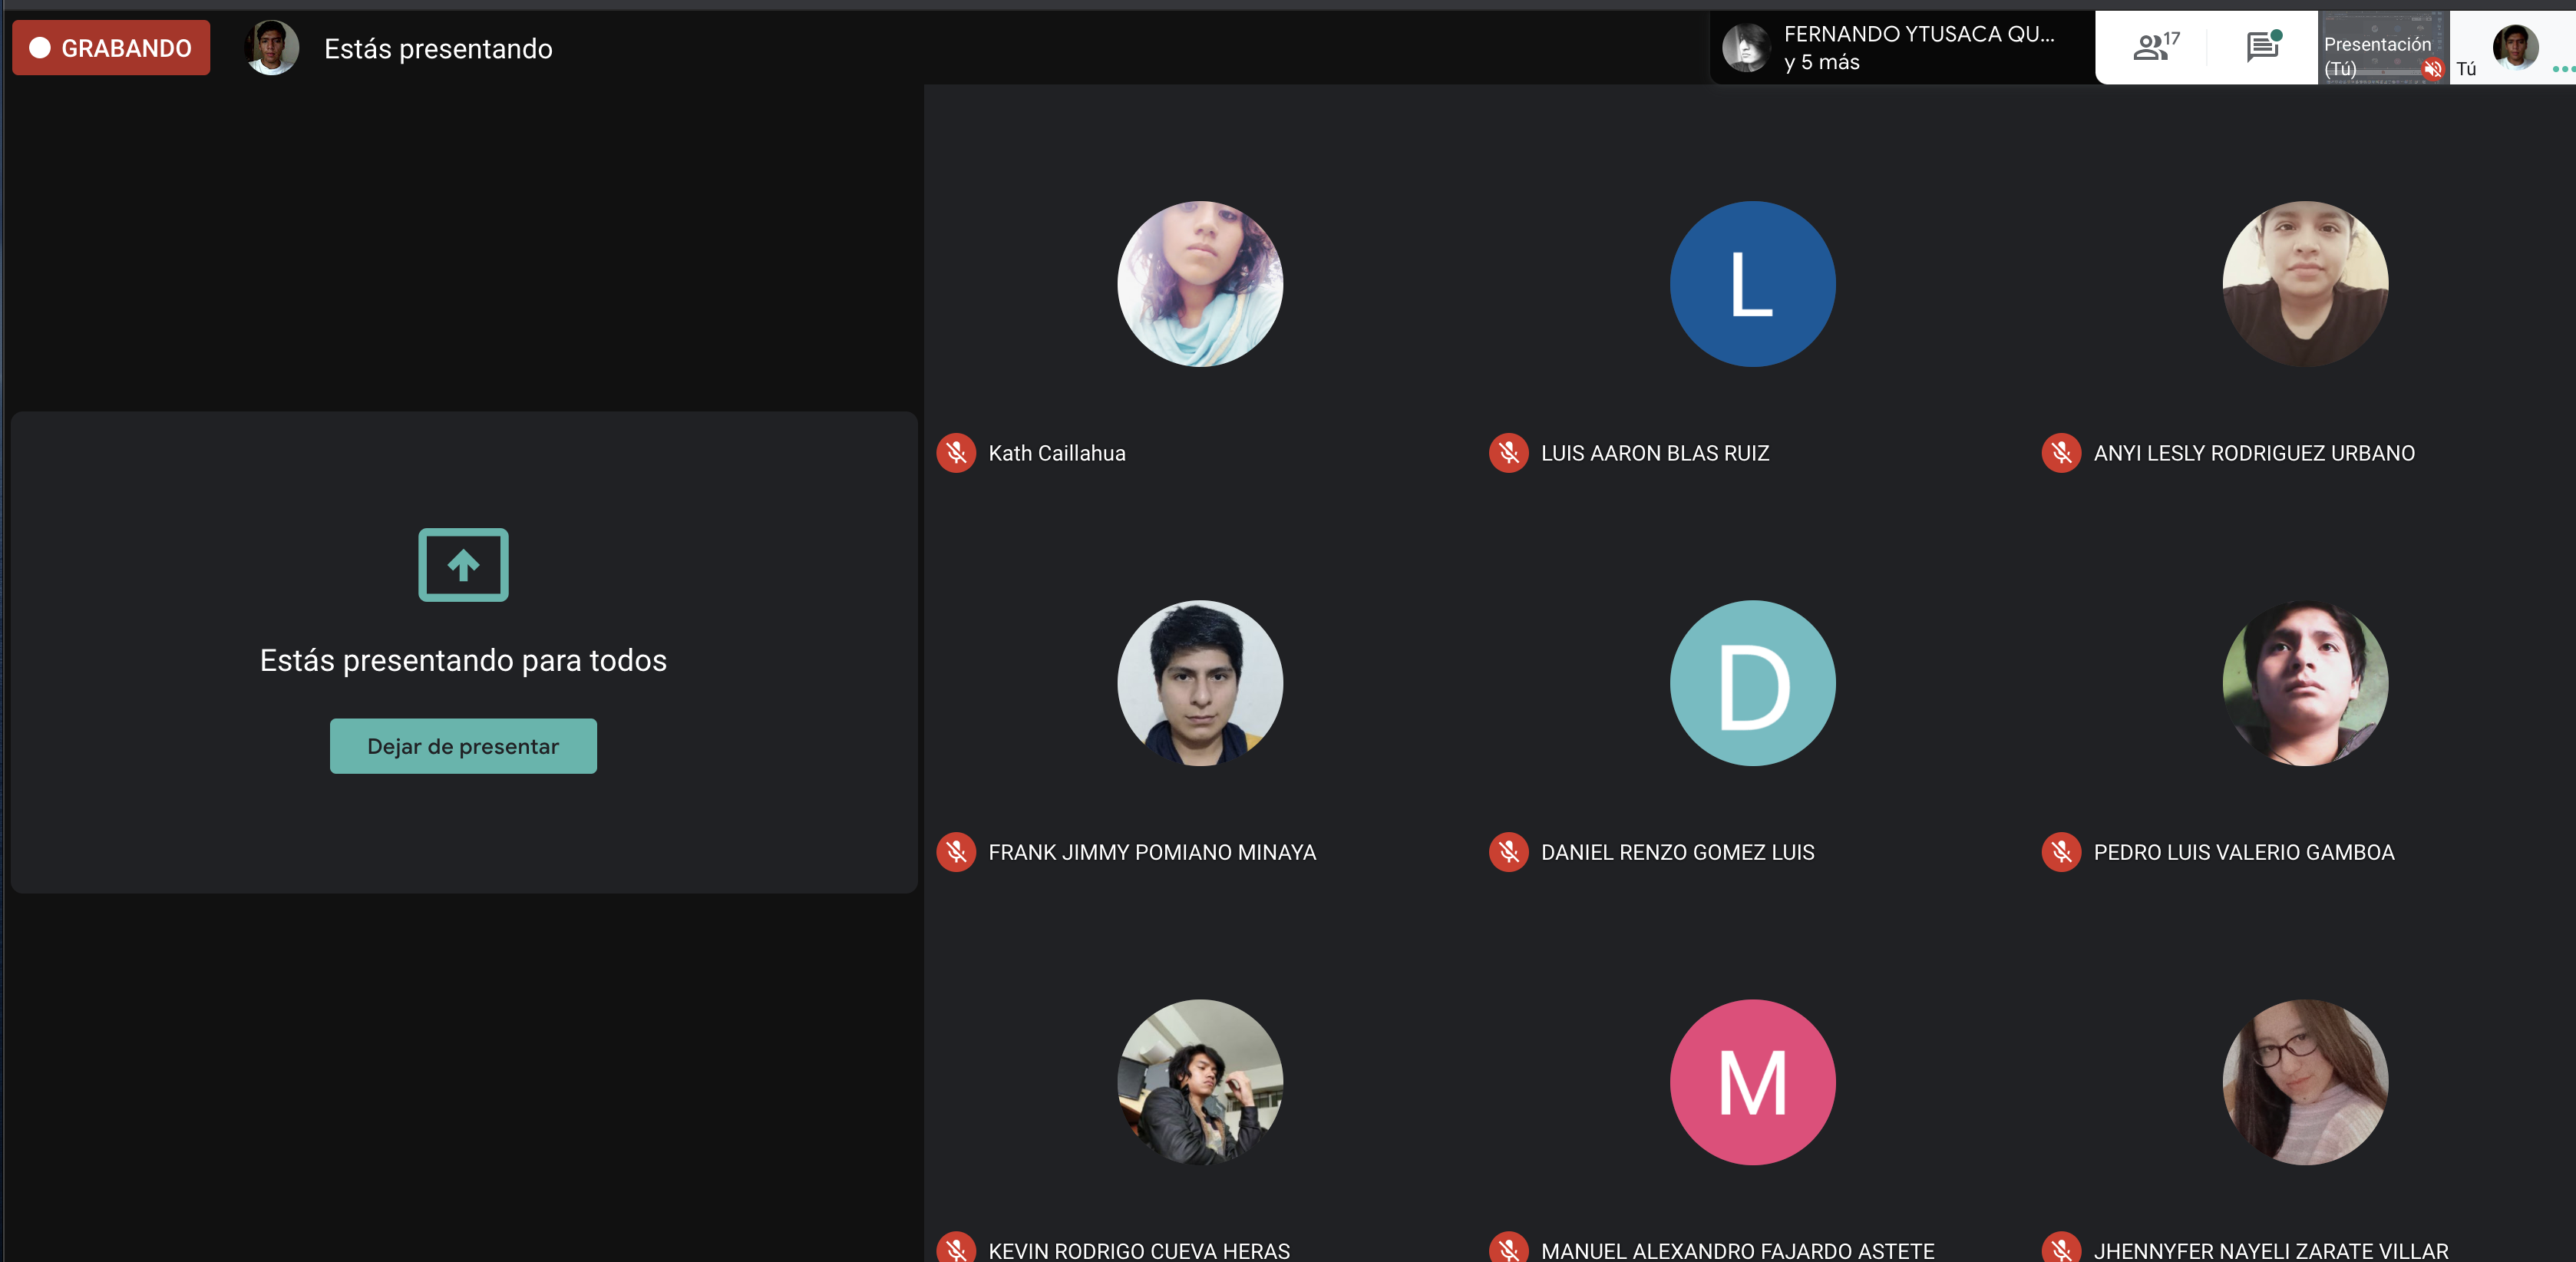 GRABANDO
Estás presentando
FERNANDO YTUSACA QU...
y 5 más
17
Presentación
(Tú)
Tú
L
Kath Caillahua
LUIS AARON BLAS RUIZ
ANYI LESLY RODRIGUEZ URBANO
Estás presentando para todos
Dejar de presentar
D
FRANK JIMMY POMIANO MINAYA
DANIEL RENZO GOMEZ LUIS
PEDRO LUIS VALERIO GAMBOA
M
KEVIN RODRIGO CUEVA HERAS
MANUEL ALEXANDRO FAJARDO ASTETE
JHENNYFER NAYELI ZARATE VILLAR